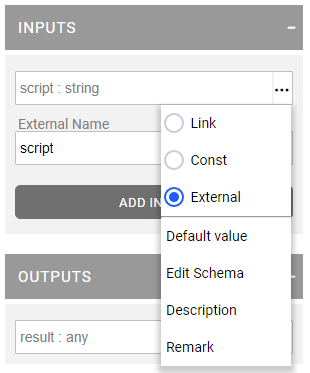 INPUTS
script : string
External Name
script
ADD IN
Link
Const
External
Default value
Edit Schema
Description
Remark
OUTPUTS
result : any